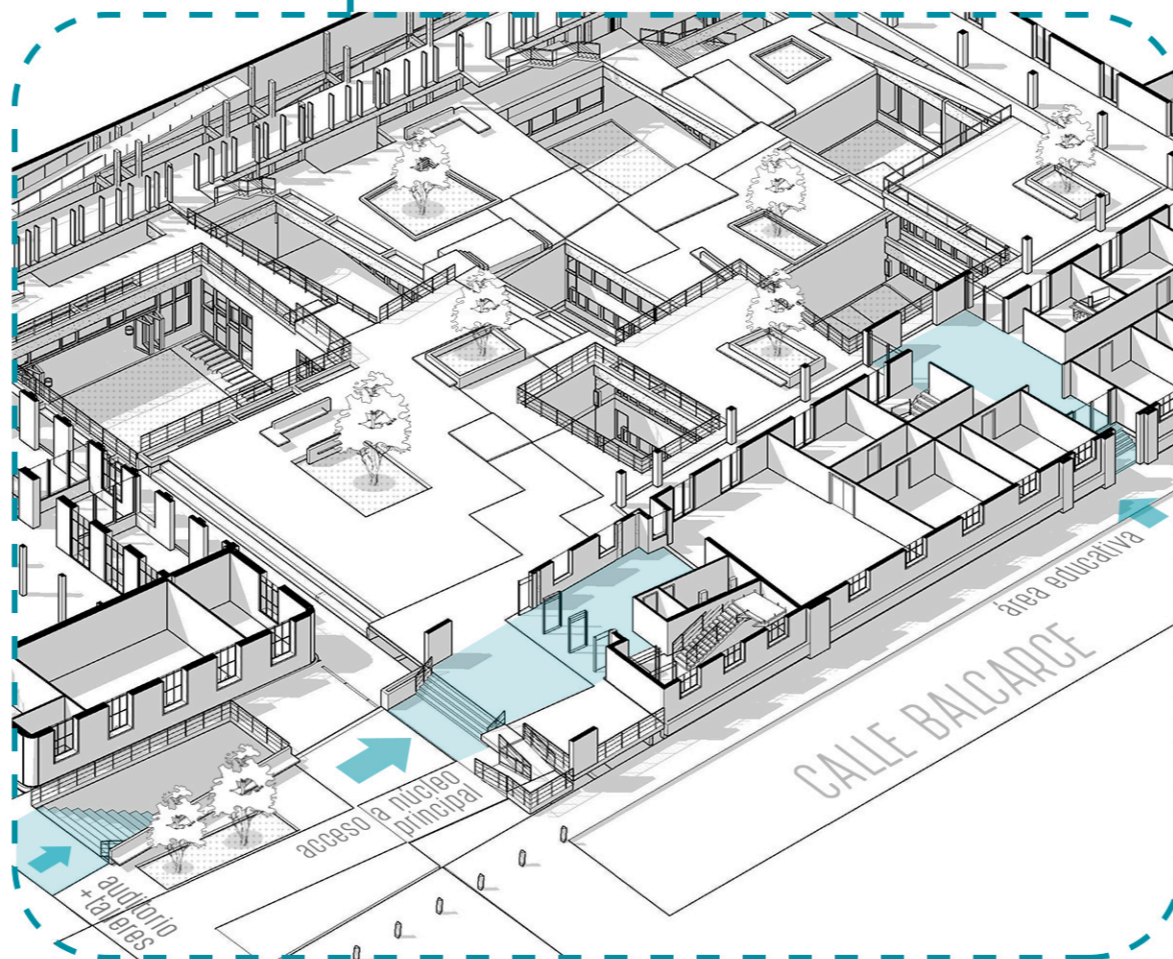 área educativa
CALLE BALCARCE
acceso a núcleo
principal
auditorio
+ talleres